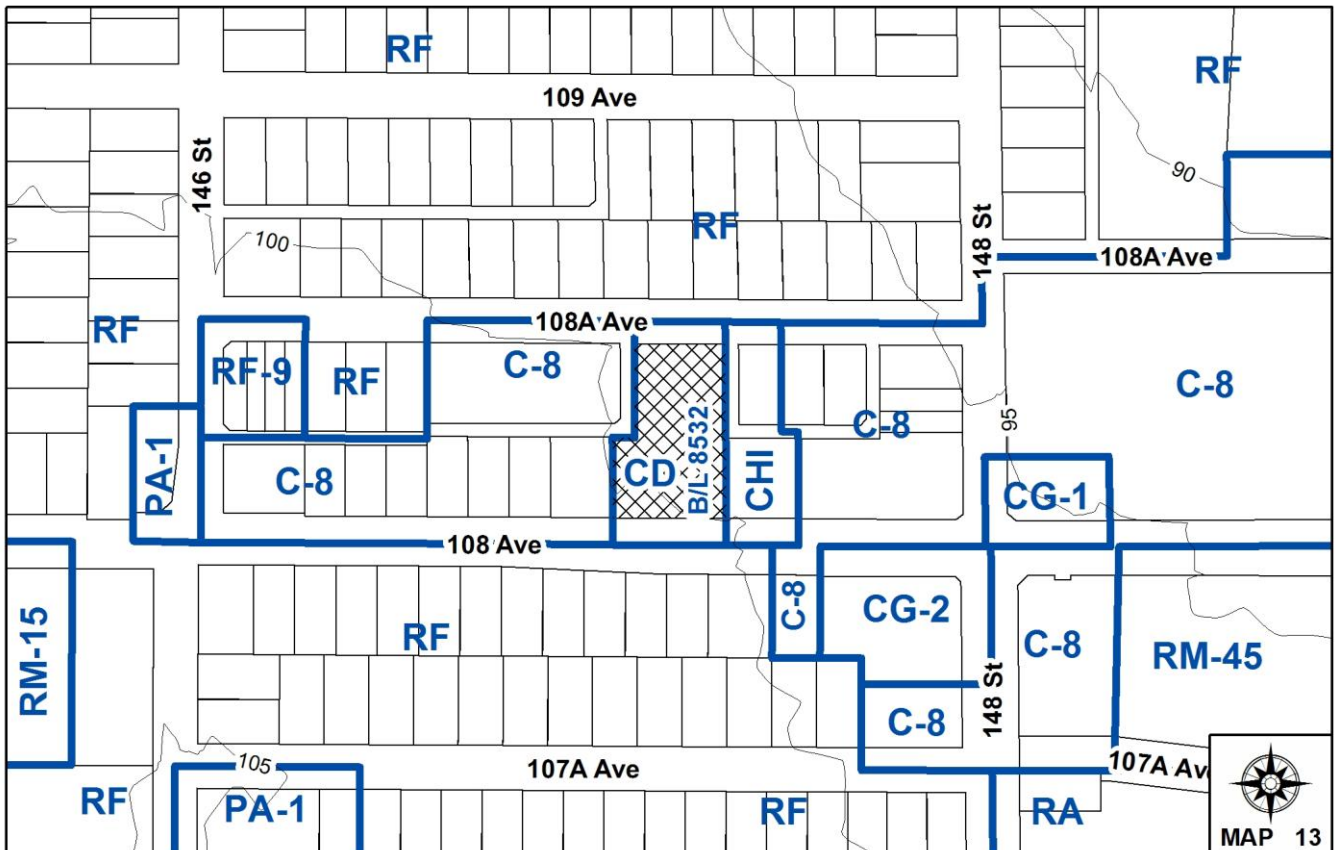 RF
RF
109 Ave
146 St
90
RF
148 St
100
108A Ave
108A Ave
RF
RF-9
RF
C-8
C-8
C-8
95
B/L 8532
PA-1
C-8
CD
CHI
CG-1
108 Ave
C-8
CG-2
RM-15
RF
C-8
RM-45
148 St
C-8
105
107A Ave
107A Av
RF
PA-1
RF
RA
MAP 13